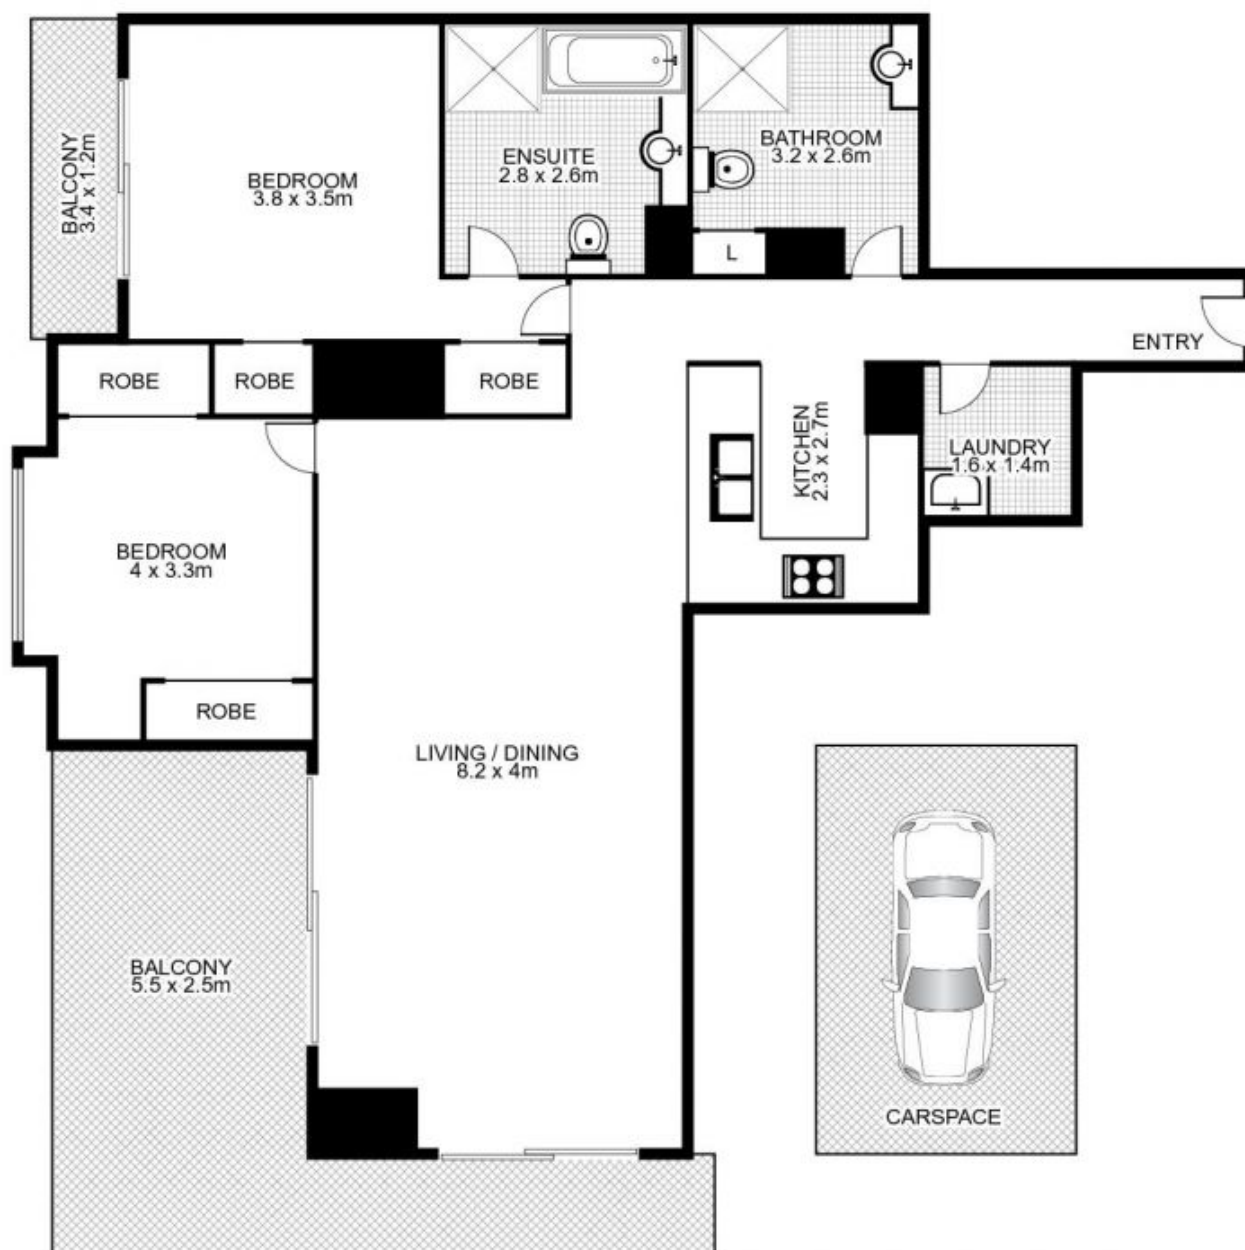 BALCONY
3.4 x 1.2m
BEDROOM
3.8 x 3.5m
ENSUITE
2.8 x 2.6m
BATHROOM
3.2 x 2.6m
L
ENTRY
ROBE
ROBE
ROBE
KITCHEN
2.3 x 2.7m
LAUNDRY
1.6 x 1.4m
BEDROOM
4 x 3.3m
ROBE
LIVING / DINING
8.2 x 4m
BALCONY
5.5 x 2.5m
CARSPACE